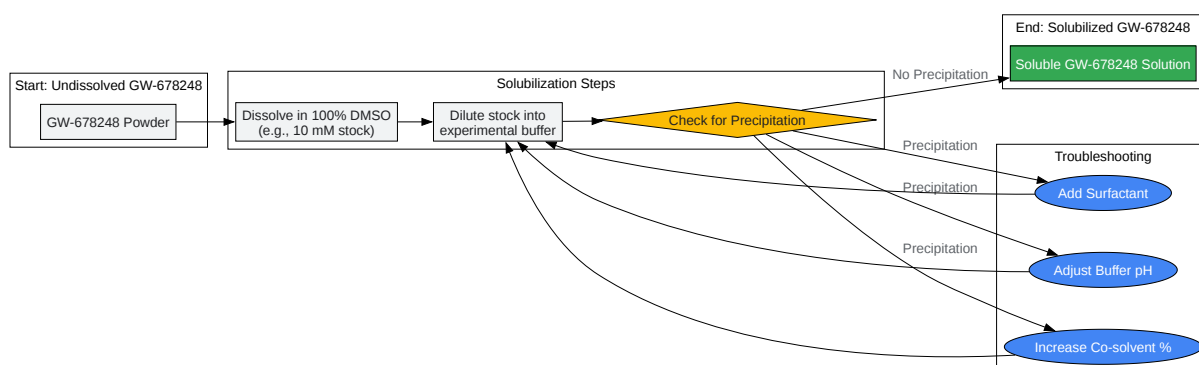 End: Solubilized GW-678248
Soluble GW-678248 Solution
Start: Undissolved GW-678248
GW-678248 Powder
Solubilization Steps
Dissolve in 100% DMSO
(e.g., 10 mM stock)
Dilute stock into
experimental buffer
Check for Precipitation
No Precipitation
Precipitation
Precipitation
Precipitation
Troubleshooting
Add Surfactant
Adjust Buffer pH
Increase Co-solvent %